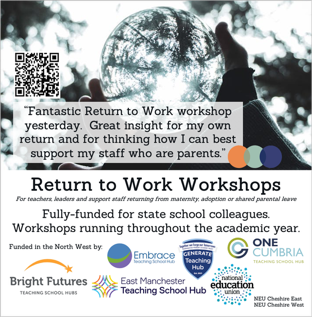 "Fantastic Return to Work workshop
yesterday. Great insight for my own
return and for thinking how I can best
support my staff who are parents."
Return to Work Workshops
For teachers, leaders and support staff returning from maternity, adoption or shared parental leave
Fully-funded for state school colleagues.
Workshops running throughout the academic year.
Funded in the North West by:
Embrace
Teaching School Hub
GENERATE
Teaching
Hub
ONE
CUMBRIA
TEACHING SCHOOL HUB
Bright Futures
TEACHING SCHOOL HUBS
East Manchester
Teaching School Hub
national
education
union
NEU Cheshire East
NEU Cheshire West